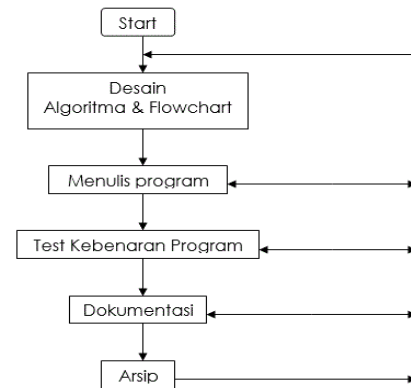 Start
Desain
Algoritma & Flowchart
Menulis program
Test Kebenaran Program
Dokumentasi
Arsip